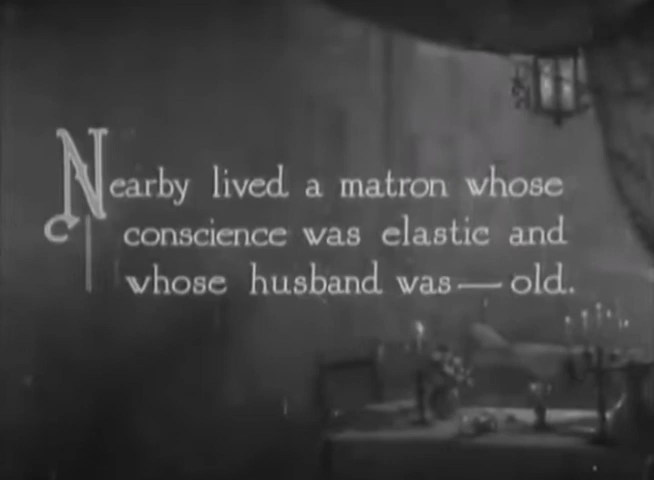 Nearby lived a matron whose
conscience was elastic and
whose husband was — old.